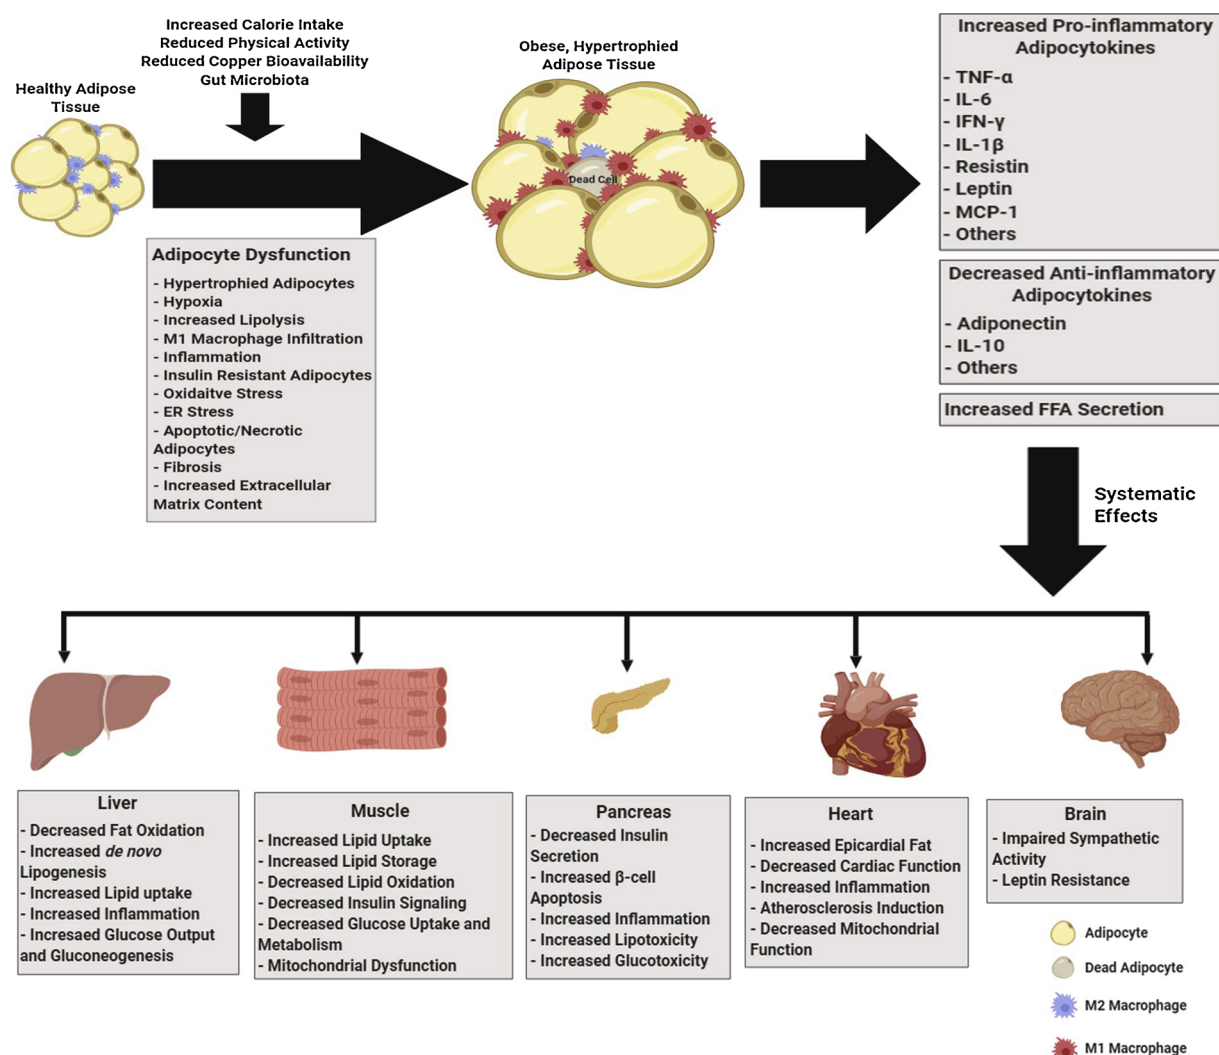 Increased Calorie Intake
Reduced Physical Activity
Reduced Copper Bioavailability
Gut Microbiota
Healthy Adipose
Tissue
Obese, Hypertrophied
Adipose Tissue
Dead Cell
Adipocyte Dysfunction
- Hypertrophied Adipocytes
- Hypoxia
- Increased Lipolysis
- M1 Macrophage Infiltration
- Inflammation
- Insulin Resistant Adipocytes
- Oxidaitve Stress
- ER Stress
- Apoptotic/Necrotic
Adipocytes
- Fibrosis
- Increased Extracellular
Matrix Content
Increased Pro-inflammatory
Adipocytokines
- TNF-α
- IL-6
- IFN-γ
- IL-1β
- Resistin
- Leptin
- MCP-1
- Others
Decreased Anti-inflammatory
Adipocytokines
- Adiponectin
- IL-10
- Others
Increased FFA Secretion
Systematic
Effects
Liver
- Decreased Fat Oxidation
- Increased de novo
Lipogenesis
- Increased Lipid uptake
- Increased Inflammation
- Incresaed Glucose Output
and Gluconeogenesis
Muscle
- Increased Lipid Uptake
- Increased Lipid Storage
- Decreased Lipid Oxidation
- Decreased Insulin Signaling
- Decreased Glucose Uptake and
Metabolism
- Mitochondrial Dysfunction
Pancreas
- Decreased Insulin
Secretion
- Increased β-cell
Apoptosis
- Increased Inflammation
- Increased Lipotoxicity
- Increased Glucotoxicity
Heart
- Increased Epicardial Fat
- Decreased Cardiac Function
- Increased Inflammation
- Atherosclerosis Induction
- Decreased Mitochondrial
Function
Brain
- Impaired Sympathetic
Activity
- Leptin Resistance
Adipocyte
Dead Adipocyte
M2 Macrophage
M1 Macrophage